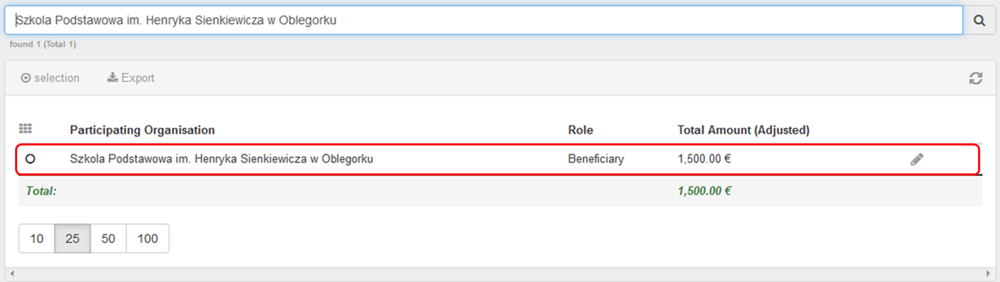 Szkola Podstawowa im. Henryka Sienkiewicza w Oblegorku
found 1 (Total 1)
selection Export
Participating Organisation Role Total Amount (Adjusted)
Szkola Podstawowa im. Henryka Sienkiewicza w Oblegorku Beneficiary 1,500.00 €
Total: 1,500.00 €
10 25 50 100